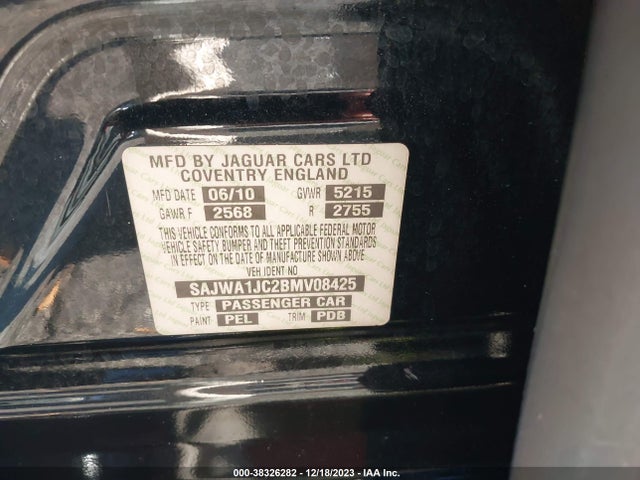 MFD BY JAGUAR CARS LTD
COVENTRY ENGLAND
MFD DATE 06/10 GVWR 5215
GAWR F 2568 R 2755
THIS VEHICLE CONFORMS TO ALL APPLICABLE FEDERAL MOTOR
VEHICLE SAFETY, BUMPER AND THEFT PREVENTION STANDARDS
IN EFFECT ON THE DATE OF MANUFACTURE SHOWN ABOVE
VEH IDENT NO
SAJWA1JC2BMV08425
TYPE PASSENGER CAR
PAINT PEL TRIM PDB
000-38326282 - 12/18/2023 - IAA Inc.